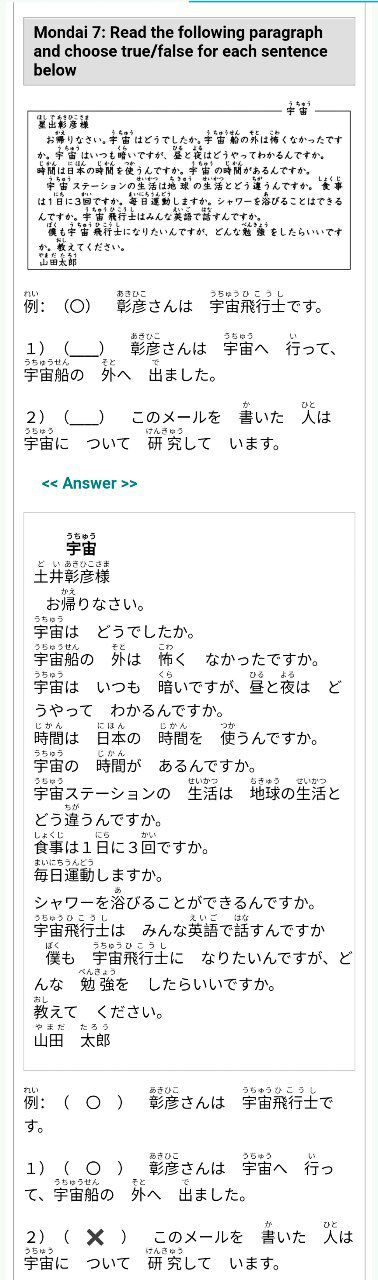 Mondai 7: Read the following paragraph
and choose true/false for each sentence
below
宇宙
星出彰彦様
お帰りなさい。宇宙はどうでしたか。宇宙船の外は怖くなかったです
か。宇宙はいつも暗いですが、昼と夜はどうやってわかるんですか。
時間は日本の時間を使うんですか。宇宙の時間があるんですか。
宇宙ステーションの生活は地球の生活とどう違うんですか。食事
は1日に3回ですか。毎日運動しますか。シャワーを浴びることはできる
んですか。宇宙飛行士はみんな英語で話すんですか。
僕も宇宙飛行士になりたいんですが、どんな勉強をしたらいいです
か。教えてください。
山田太郎
例：（○） 彰彦さんは 宇宙飛行士です。
１）（___） 彰彦さんは 宇宙へ 行って、
宇宙船の 外へ 出ました。
２）（___） このメールを 書いた 人は
宇宙に ついて 研究して います。
<< Answer >>
宇宙
土井彰彦様
お帰りなさい。
宇宙は どうでしたか。
宇宙船の 外は 怖く なかったですか。
宇宙は いつも 暗いですが、昼と夜は ど
うやって わかるんですか。
時間は 日本の 時間を 使うんですか。
宇宙の 時間が あるんですか。
宇宙ステーションの 生活は 地球の生活と
どう違うんですか。
食事は１日に３回ですか。
毎日運動しますか。
シャワーを浴びることができるんですか。
宇宙飛行士は みんな英語で話すんですか
僕も 宇宙飛行士に なりたいんですが、ど
んな 勉強を したらいいですか。
教えて ください。
山田 太郎
例：（ ○ ） 彰彦さんは 宇宙飛行士で
す。
１）（ ○ ） 彰彦さんは 宇宙へ 行っ
て、宇宙船の 外へ 出ました。
２）（ ✕ ） このメールを 書いた 人は
宇宙に ついて 研究して います。